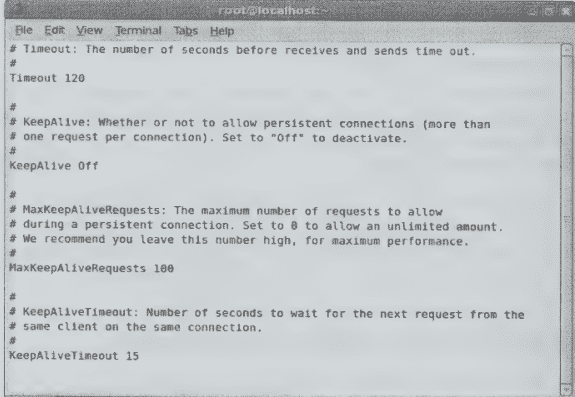 root@localhost:~
File Edit View Terminal Tabs Help
# Timeout: The number of seconds before receives and sends time out.
#
Timeout 120
#
# KeepAlive: Whether or not to allow persistent connections (more than
# one request per connection). Set to "Off" to deactivate.
#
KeepAlive Off
#
# MaxKeepAliveRequests: The maximum number of requests to allow
# during a persistent connection. Set to 0 to allow an unlimited amount.
# We recommend you leave this number high, for maximum performance.
#
MaxKeepAliveRequests 100
#
# KeepAliveTimeout: Number of seconds to wait for the next request from the
# same client on the same connection.
#
KeepAliveTimeout 15